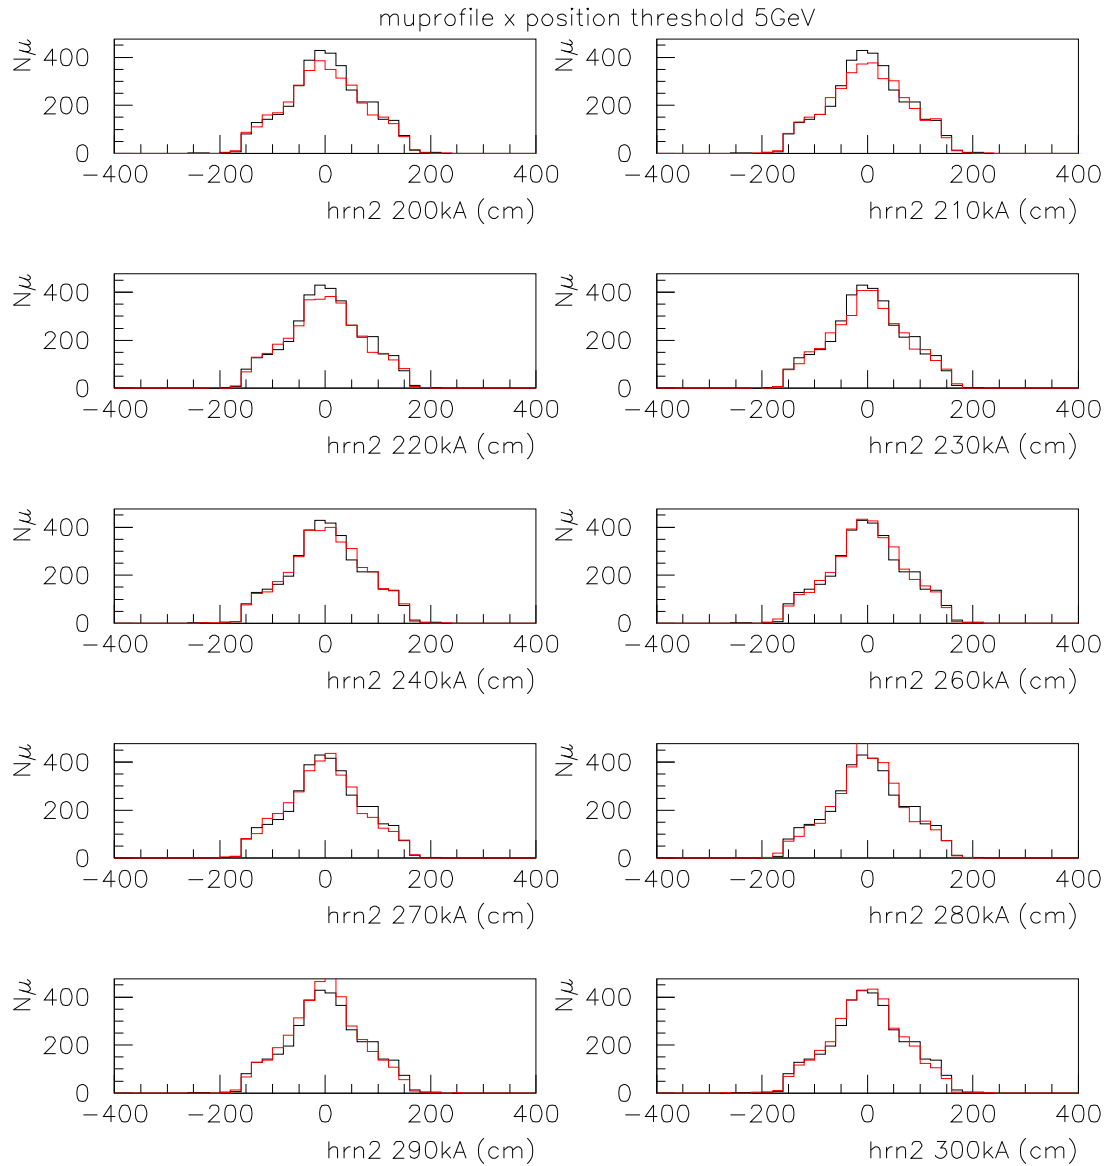 muprofile x position threshold 5GeV
Nμ
400
200
0
−400 −200 0 200 400
hrn2 200kA (cm)
Nμ
400
200
0
−400 −200 0 200 400
hrn2 210kA (cm)
Nμ
400
200
0
−400 −200 0 200 400
hrn2 220kA (cm)
Nμ
400
200
0
−400 −200 0 200 400
hrn2 230kA (cm)
Nμ
400
200
0
−400 −200 0 200 400
hrn2 240kA (cm)
Nμ
400
200
0
−400 −200 0 200 400
hrn2 260kA (cm)
Nμ
400
200
0
−400 −200 0 200 400
hrn2 270kA (cm)
Nμ
400
200
0
−400 −200 0 200 400
hrn2 280kA (cm)
Nμ
400
200
0
−400 −200 0 200 400
hrn2 290kA (cm)
Nμ
400
200
0
−400 −200 0 200 400
hrn2 300kA (cm)